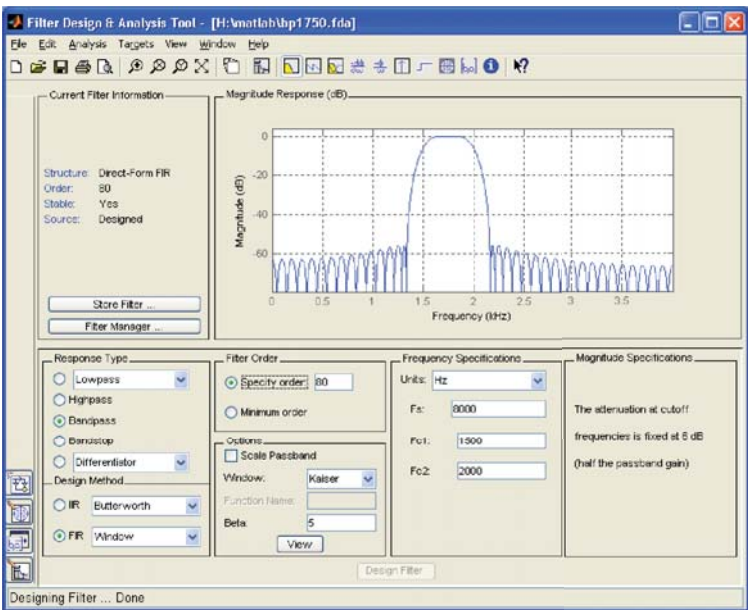 Filter Design & Analysis Tool - [H:\matlab\bp1750.fda]
File Edit Analysis Targets View Window Help
Current Filter Information
Structure: Direct-Form FIR
Order: 80
Stable: Yes
Source: Designed
Store Filter ...
Filter Manager ...
Magnitude Response (dB)
Magnitude (dB)
0
-20
-40
-60
0 0.5 1 1.5 2 2.5 3 3.5
Frequency (kHz)
Response Type
Lowpass
Highpass
Bandpass
Bandstop
Differentiator
Design Method
IIR Butterworth
FIR Window
Filter Order
Specify order: 80
Minimum order
Options
Scale Passband
Window: Kaiser
Function Name:
Beta: 5
View
Frequency Specifications
Units: Hz
Fs: 8000
Fc1: 1500
Fc2: 2000
Magnitude Specifications
The attenuation at cutoff
frequencies is fixed at 6 dB
(half the passband gain)
Design Filter
Designing Filter ... Done